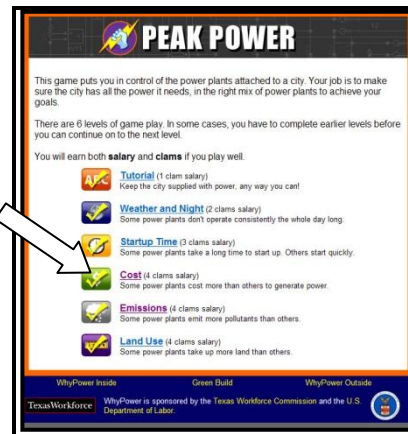 PEAK POWER
This game puts you in control of the power plants attached to a city. Your job is to make
sure the city has all the power it needs, in the right mix of power plants to achieve your
goals.
There are 6 levels of game play. In some cases, you have to complete earlier levels before
you can continue on to the next level.
You will earn both salary and clams if you play well.
Tutorial (1 clam salary)
Keep the city supplied with power, any way you can!
Weather and Night (2 clams salary)
Some power plants don't operate consistently the whole day long.
Startup Time (3 clams salary)
Some power plants take a long time to start up. Others start quickly.
Cost (4 clams salary)
Some power plants cost more than others to generate power.
Emissions (4 clams salary)
Some power plants emit more pollutants than others.
Land Use (4 clams salary)
Some power plants take up more land than others.
WhyPower Inside Green Build WhyPower Outside
TexasWorkforce WhyPower is sponsored by the Texas Workforce Commission and the U.S.
Department of Labor.